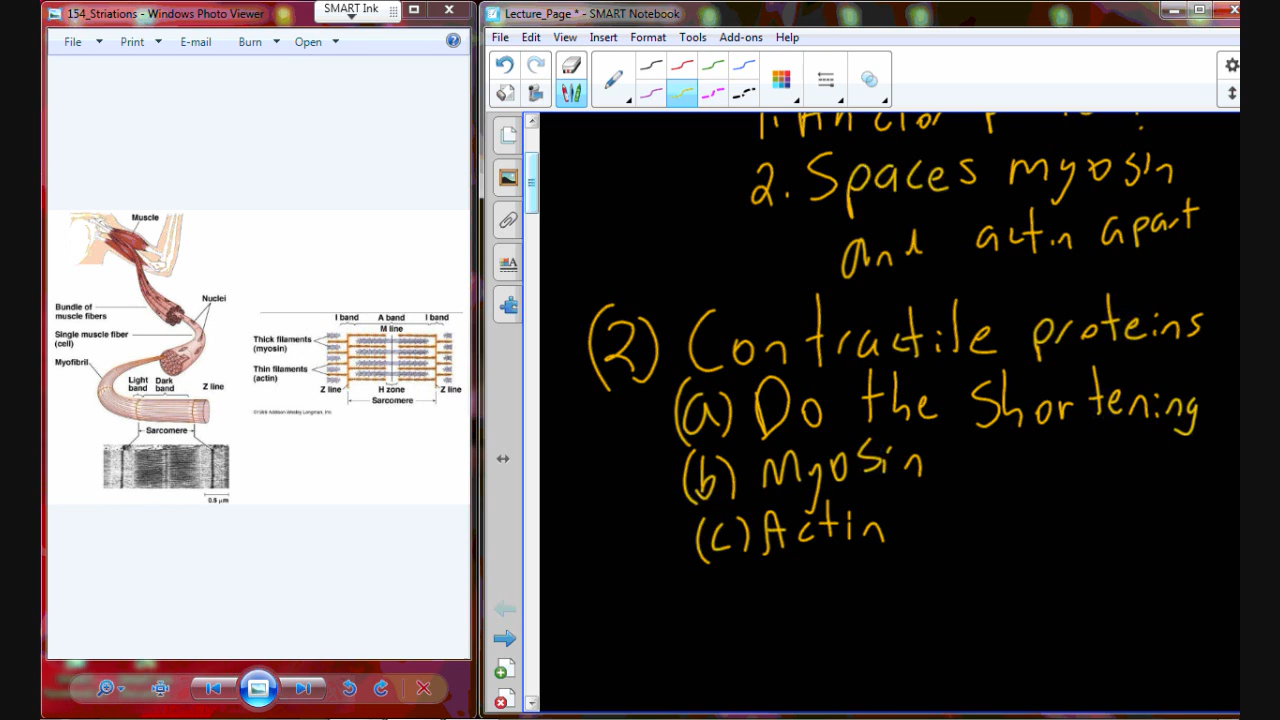 154_Striations - Windows Photo Viewer
SMART Ink
File Print E-mail Burn Open
Muscle
Nuclei
Bundle of
muscle fibers
Single muscle fiber
(cell)
Myofibril
Light
band
Dark
band
Z line
Sarcomere
0.5 μm
I band A band I band
M line
Thick filaments
(myosin)
Thin filaments
(actin)
Z line H zone Z line
Sarcomere
Lecture_Page * - SMART Notebook
File Edit View Insert Format Tools Add-ons Help
2. Spaces myosin
and actin apart
(2) Contractile proteins
(a) Do the shortening
(b) Myosin
(c) Actin